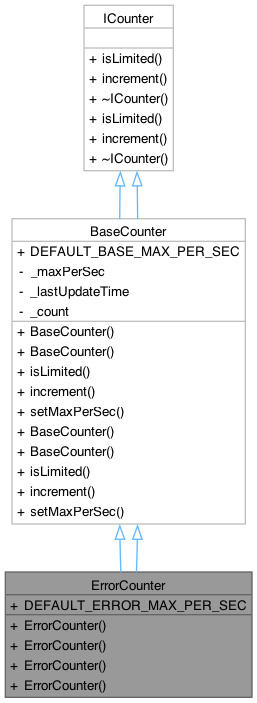 ICounter
+ isLimited()
+ increment()
+ ~ICounter()
+ isLimited()
+ increment()
+ ~ICounter()
BaseCounter
+ DEFAULT_BASE_MAX_PER_SEC
- _maxPerSec
- _lastUpdateTime
- _count
+ BaseCounter()
+ BaseCounter()
+ isLimited()
+ increment()
+ setMaxPerSec()
+ BaseCounter()
+ BaseCounter()
+ isLimited()
+ increment()
+ setMaxPerSec()
ErrorCounter
+ DEFAULT_ERROR_MAX_PER_SEC
+ ErrorCounter()
+ ErrorCounter()
+ ErrorCounter()
+ ErrorCounter()